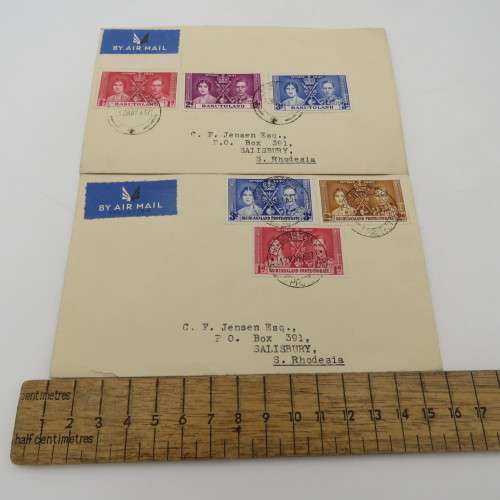 BY AIR MAIL
BASUTOLAND
BASUTOLAND
BASUTOLAND
C. F. Jensen Esq.,
P.O. Box 391,
SALISBURY,
S. Rhodesia
BY AIR MAIL
BECHUANALAND PROTECTORATE
BECHUANALAND PROTECTORATE
BECHUANALAND PROTECTORATE
C. F. Jensen Esq.,
P.O. Box 391,
SALISBURY,
S. Rhodesia
centimetres
1 2 3 4 5 6 7 8 9 10 11 12 13 14 15 16 17
half centimetres